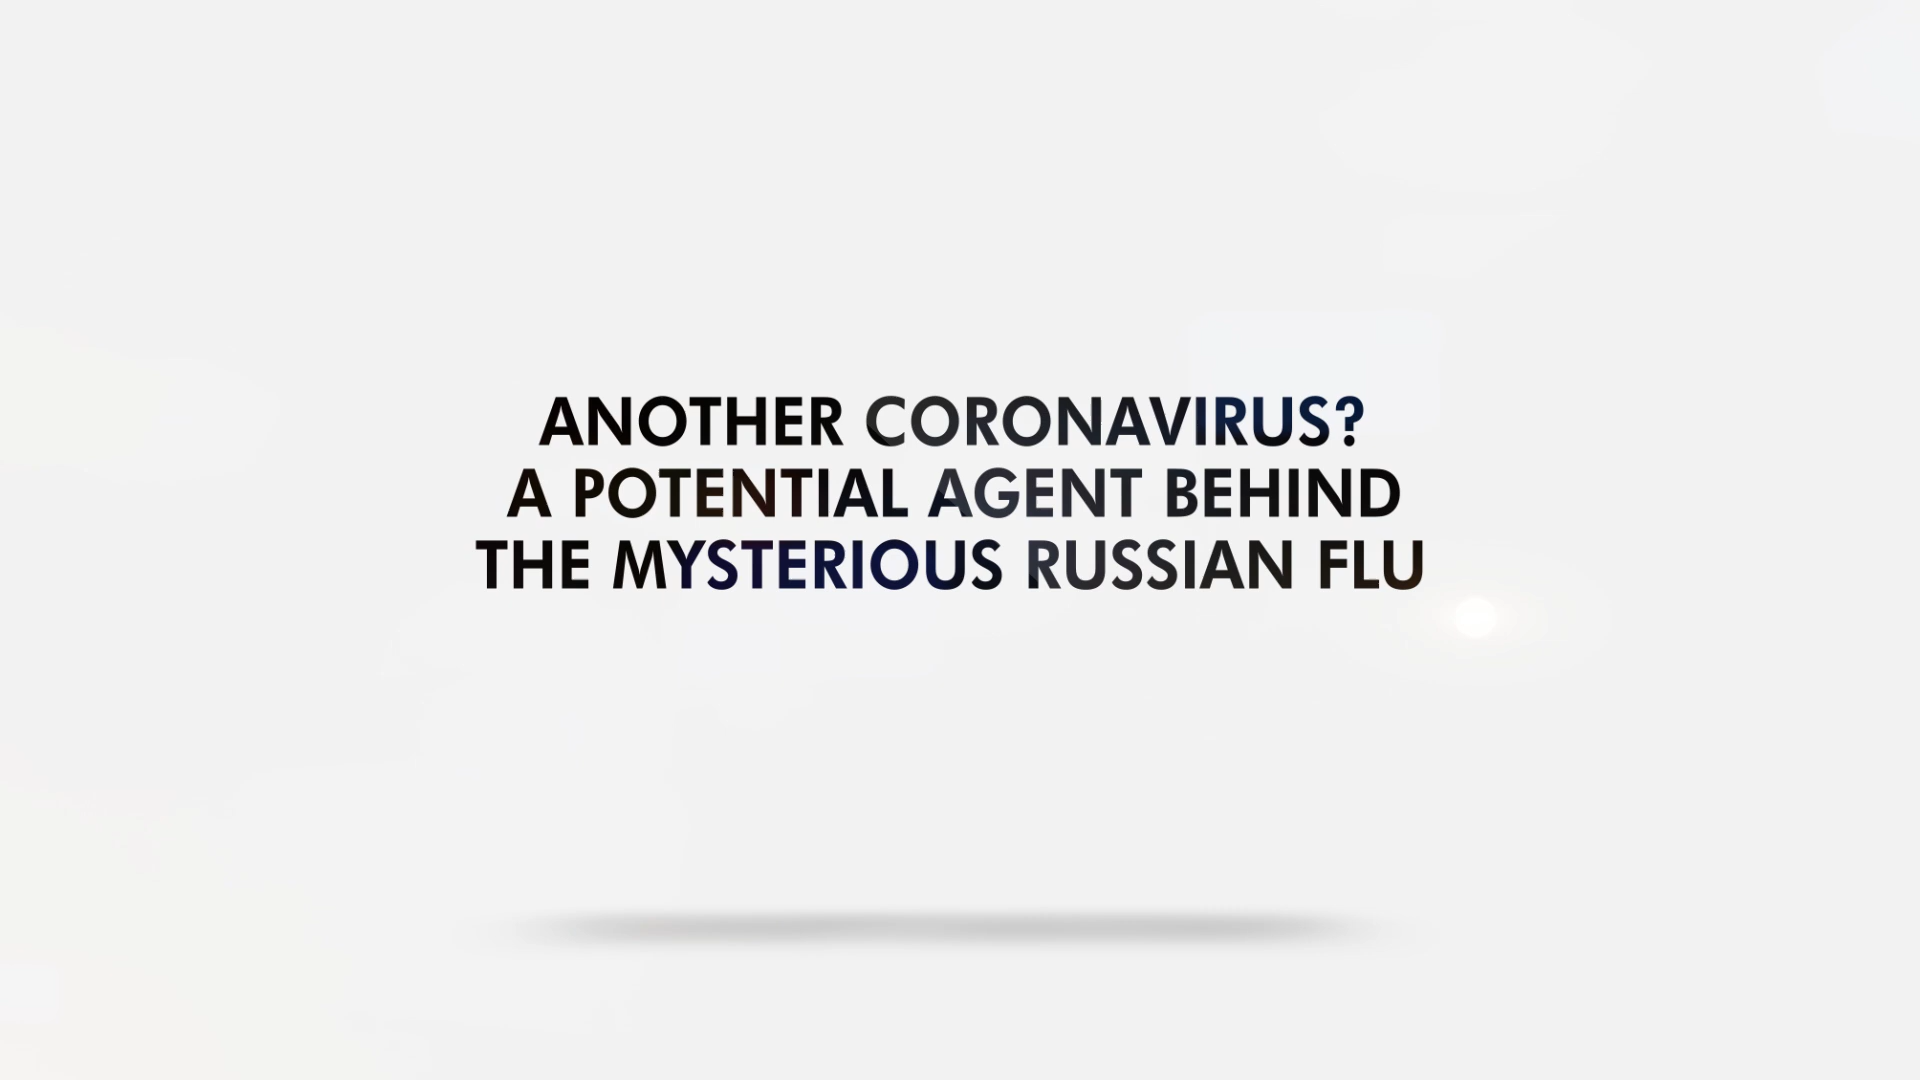 ANOTHER CORONAVIRUS?
A POTENTIAL AGENT BEHIND
THE MYSTERIOUS RUSSIAN FLU